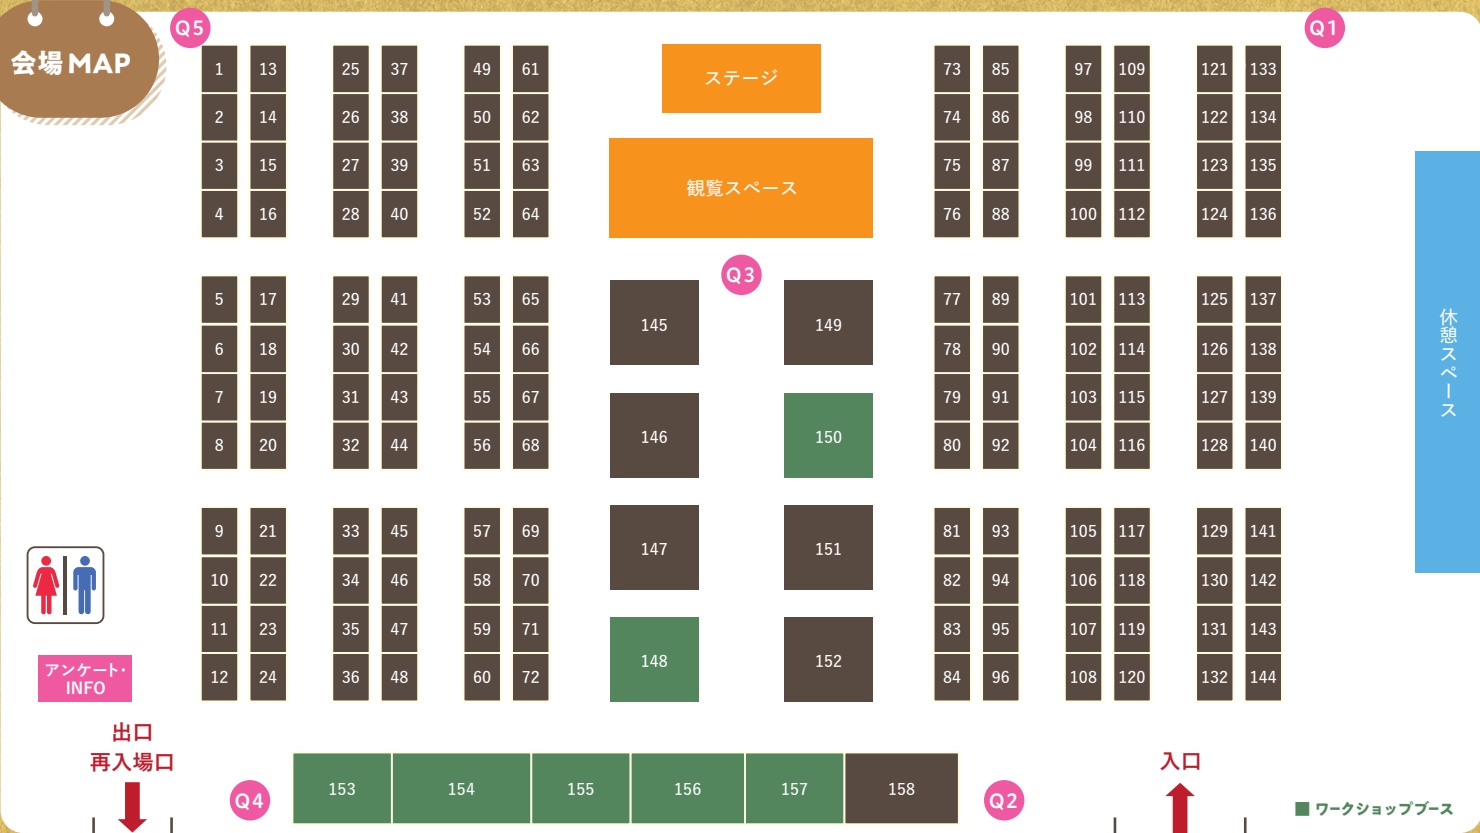 会場MAP
Q5
Q1
1 13 25 37 49 61 ステージ 73 85 97 109 121 133
2 14 26 38 50 62 74 86 98 110 122 134
3 15 27 39 51 63 観覧スペース 75 87 99 111 123 135
4 16 28 40 52 64 76 88 100 112 124 136
Q3
5 17 29 41 53 65 145 149 77 89 101 113 125 137
6 18 30 42 54 66 78 90 102 114 126 138
休憩スペース
7 19 31 43 55 67 79 91 103 115 127 139
8 20 32 44 56 68 146 150 80 92 104 116 128 140
9 21 33 45 57 69 147 151 81 93 105 117 129 141
10 22 34 46 58 70 82 94 106 118 130 142
11 23 35 47 59 71 148 152 83 95 107 119 131 143
12 24 36 48 60 72 84 96 108 120 132 144
アンケート・
INFO
出口
再入場口
入口
Q4
153 154 155 156 157 158
Q2
ワークショップブース